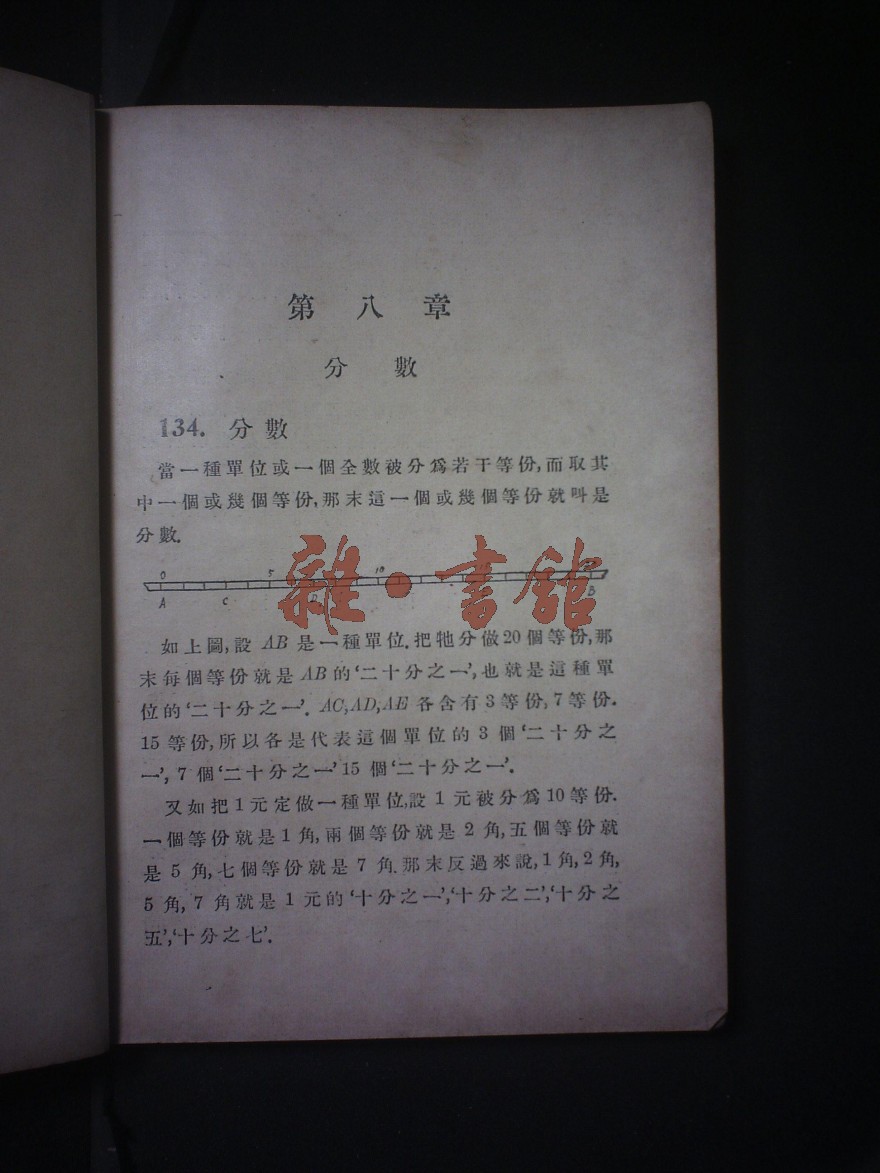 第八章
分數
134. 分數
當一種單位或一個全數被分爲若干等份,而取其
中一個或幾個等份,那末這一個或幾個等份就叫是
分數.
0 5 10
A C D B
雜·書館
如上圖,設 AB 是一種單位.把牠分做20個等份,那
末每個等份就是 AB 的‘二十分之一’,也就是這種單
位的‘二十分之一’. AC,AD,AE 各含有 3 等份, 7 等份.
15 等份,所以各是代表這個單位的 3 個‘二十分之
一’, 7 個‘二十分之一’ 15 個‘二十分之一’.
又如把 1 元定做一種單位,設 1 元被分爲 10 等份.
一個等份就是 1 角,兩個等份就是 2 角,五個等份就
是 5 角,七個等份就是 7 角.那末反過來說, 1 角, 2 角,
5 角, 7 角就是 1 元的‘十分之一’,‘十分之二’,‘十分之
五’,‘十分之七’.